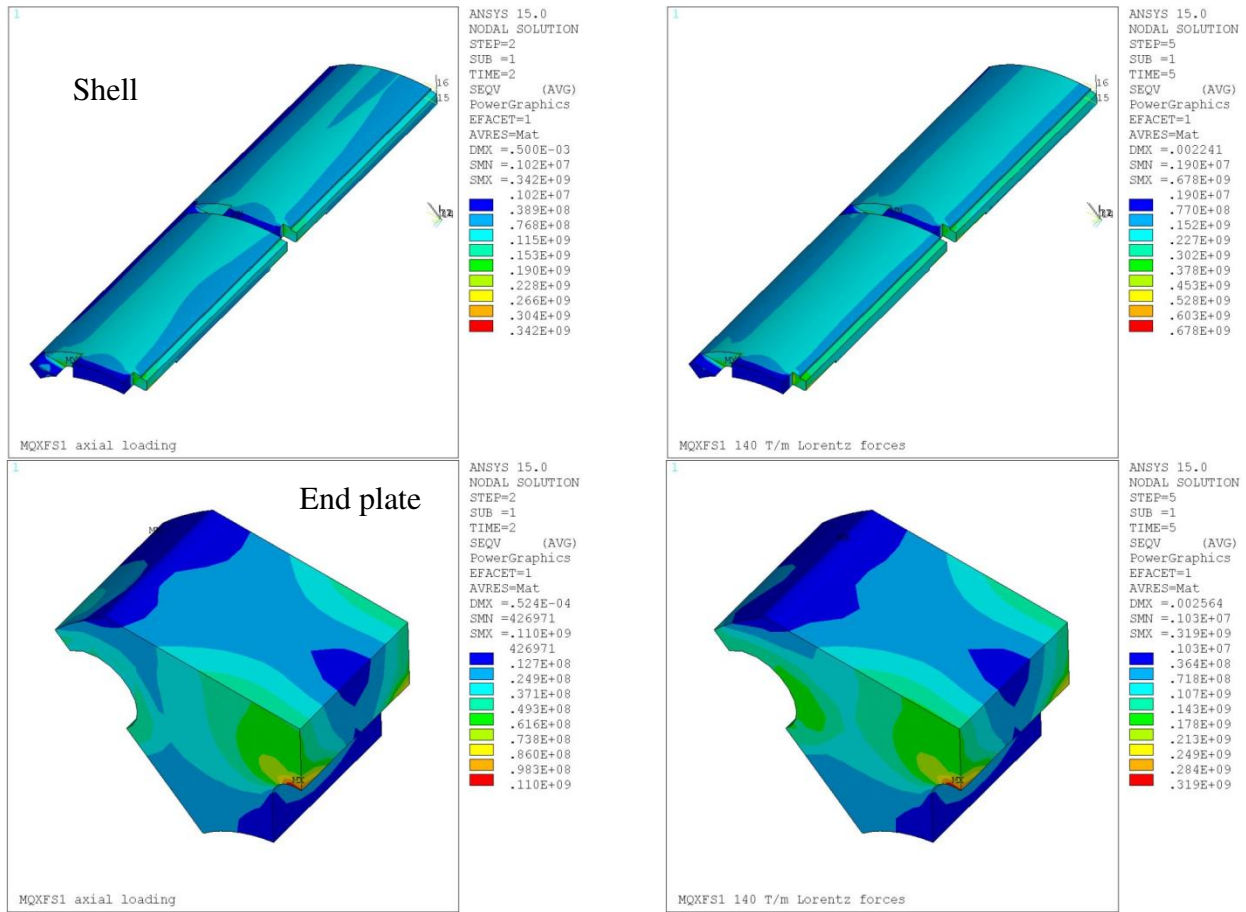 1
Shell
16
15
MQXFS1 axial loading
ANSYS 15.0
NODAL SOLUTION
STEP=2
SUB =1
TIME=2
SEQV (AVG)
PowerGraphics
EFACET=1
AVRES=Mat
DMX =.500E-03
SMN =.102E+07
SMX =.342E+09
.102E+07
.389E+08
.768E+08
.115E+09
.153E+09
.190E+09
.228E+09
.266E+09
.304E+09
.342E+09
1
16
15
MQXFS1 140 T/m Lorentz forces
ANSYS 15.0
NODAL SOLUTION
STEP=5
SUB =1
TIME=5
SEQV (AVG)
PowerGraphics
EFACET=1
AVRES=Mat
DMX =.002241
SMN =.190E+07
SMX =.678E+09
.190E+07
.770E+08
.152E+09
.227E+09
.302E+09
.378E+09
.453E+09
.528E+09
.603E+09
.678E+09
1
End plate
MX
MQXFS1 axial loading
ANSYS 15.0
NODAL SOLUTION
STEP=2
SUB =1
TIME=2
SEQV (AVG)
PowerGraphics
EFACET=1
AVRES=Mat
DMX =.524E-04
SMN =426971
SMX =.110E+09
426971
.127E+08
.249E+08
.371E+08
.493E+08
.616E+08
.738E+08
.860E+08
.983E+08
.110E+09
1
MX
MQXFS1 140 T/m Lorentz forces
ANSYS 15.0
NODAL SOLUTION
STEP=5
SUB =1
TIME=5
SEQV (AVG)
PowerGraphics
EFACET=1
AVRES=Mat
DMX =.002564
SMN =.103E+07
SMX =.319E+09
.103E+07
.364E+08
.718E+08
.107E+09
.143E+09
.178E+09
.213E+09
.249E+09
.284E+09
.319E+09